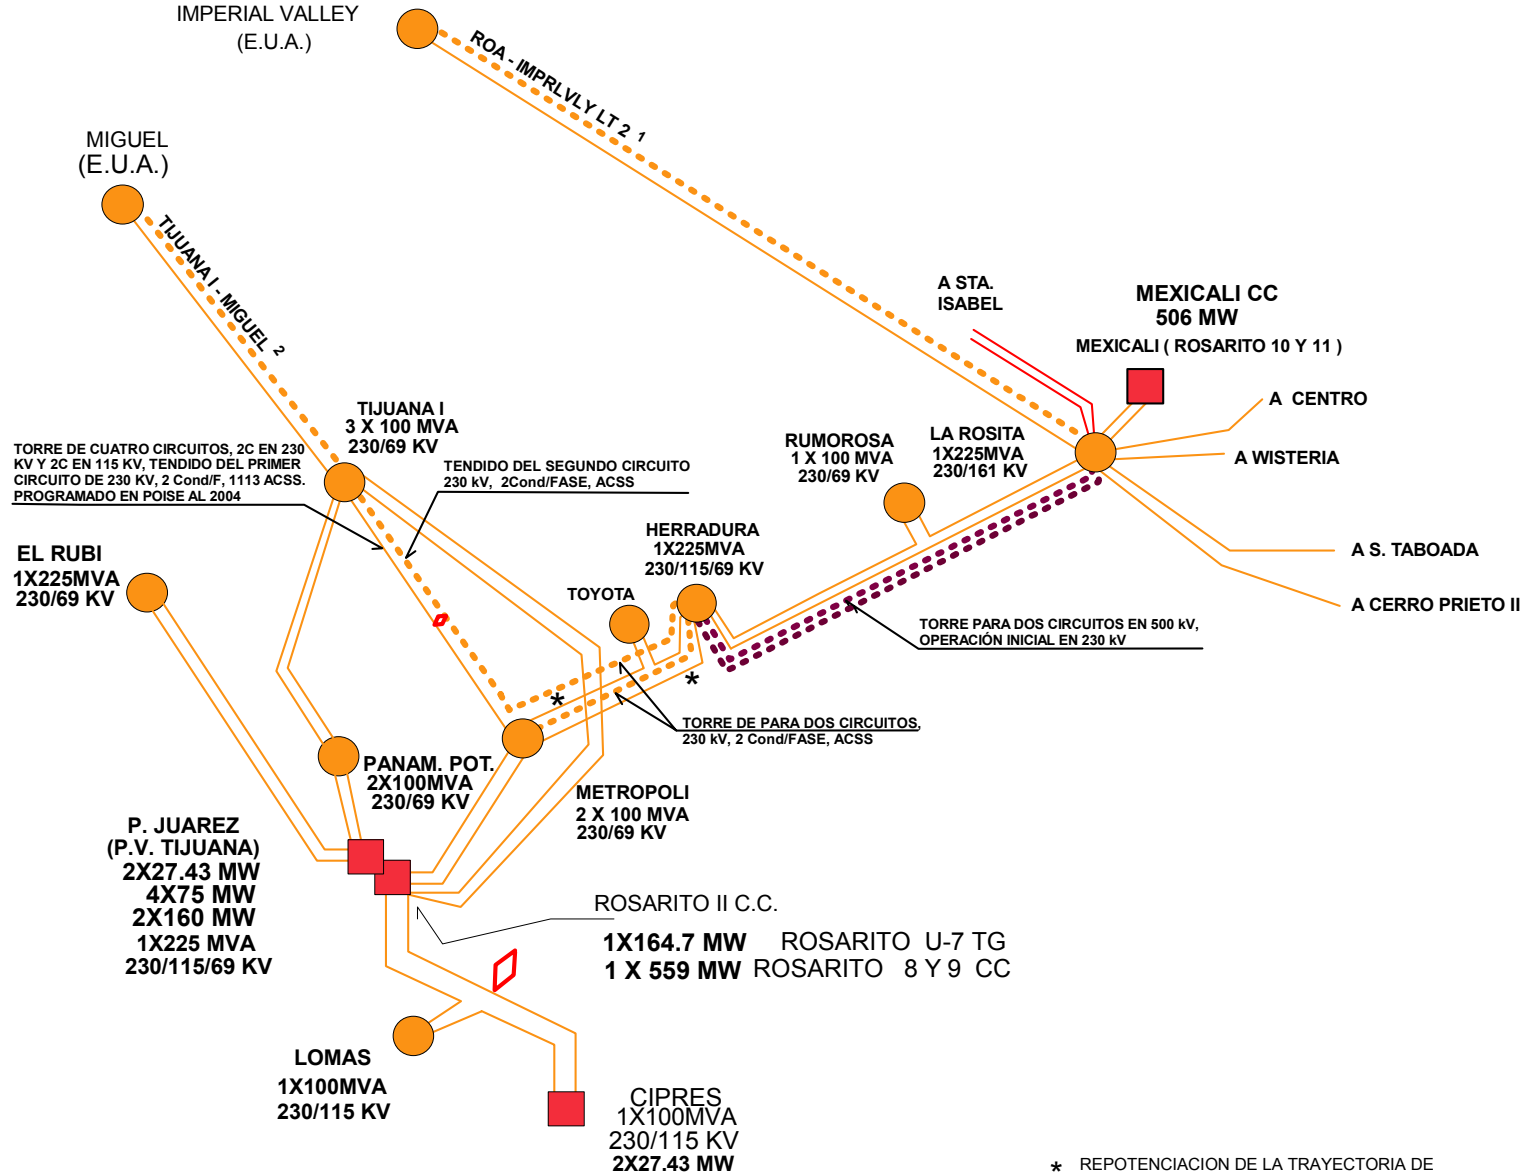 IMPERIAL VALLEY
(E.U.A.)
ROA - IMPRLVLY LT 2 1
MIGUEL
(E.U.A.)
TIJUANA I - MIGUEL 2
A STA.
ISABEL
MEXICALI CC
506 MW
MEXICALI ( ROSARITO 10 Y 11 )
A CENTRO
A WISTERIA
TIJUANA I
3 X 100 MVA
230/69 KV
RUMOROSA
1 X 100 MVA
230/69 KV
LA ROSITA
1X225MVA
230/161 KV
TORRE DE CUATRO CIRCUITOS, 2C EN 230
KV Y 2C EN 115 KV, TENDIDO DEL PRIMER
CIRCUITO DE 230 KV, 2 Cond/F, 1113 ACSS.
PROGRAMADO EN POISE AL 2004
TENDIDO DEL SEGUNDO CIRCUITO
230 kV, 2Cond/FASE, ACSS
HERRADURA
1X225MVA
230/115/69 KV
A S. TABOADA
A CERRO PRIETO II
EL RUBI
1X225MVA
230/69 KV
TOYOTA
TORRE PARA DOS CIRCUITOS EN 500 kV,
OPERACIÓN INICIAL EN 230 kV
*
*
TORRE DE PARA DOS CIRCUITOS,
230 kV, 2 Cond/FASE, ACSS
PANAM. POT.
2X100MVA
230/69 KV
METROPOLI
2 X 100 MVA
230/69 KV
P. JUAREZ
(P.V. TIJUANA)
2X27.43 MW
4X75 MW
2X160 MW
1X225 MVA
230/115/69 KV
ROSARITO II C.C.
1X164.7 MW ROSARITO U-7 TG
1 X 559 MW ROSARITO 8 Y 9 CC
LOMAS
1X100MVA
230/115 KV
CIPRES
1X100MVA
230/115 KV
2X27.43 MW
* REPOTENCIACION DE LA TRAYECTORIA DE